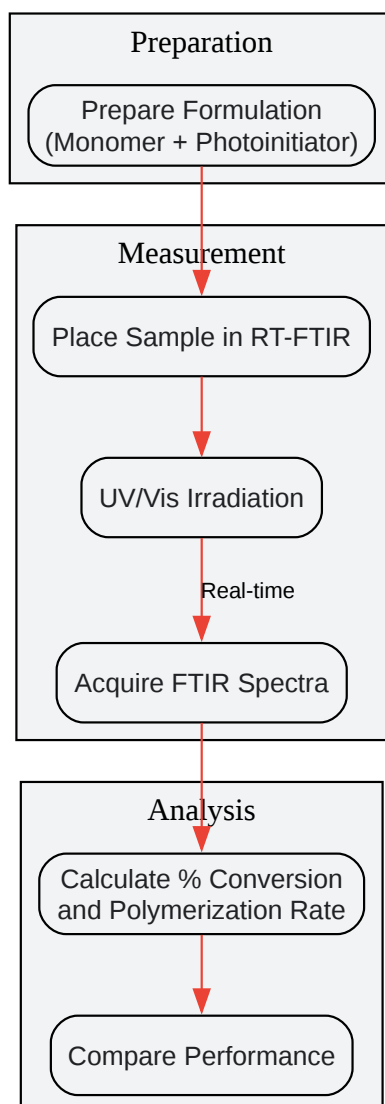 Preparation
Prepare Formulation
(Monomer + Photoinitiator)
Measurement
Place Sample in RT-FTIR
UV/Vis Irradiation
Real-time
Acquire FTIR Spectra
Analysis
Calculate % Conversion
and Polymerization Rate
Compare Performance